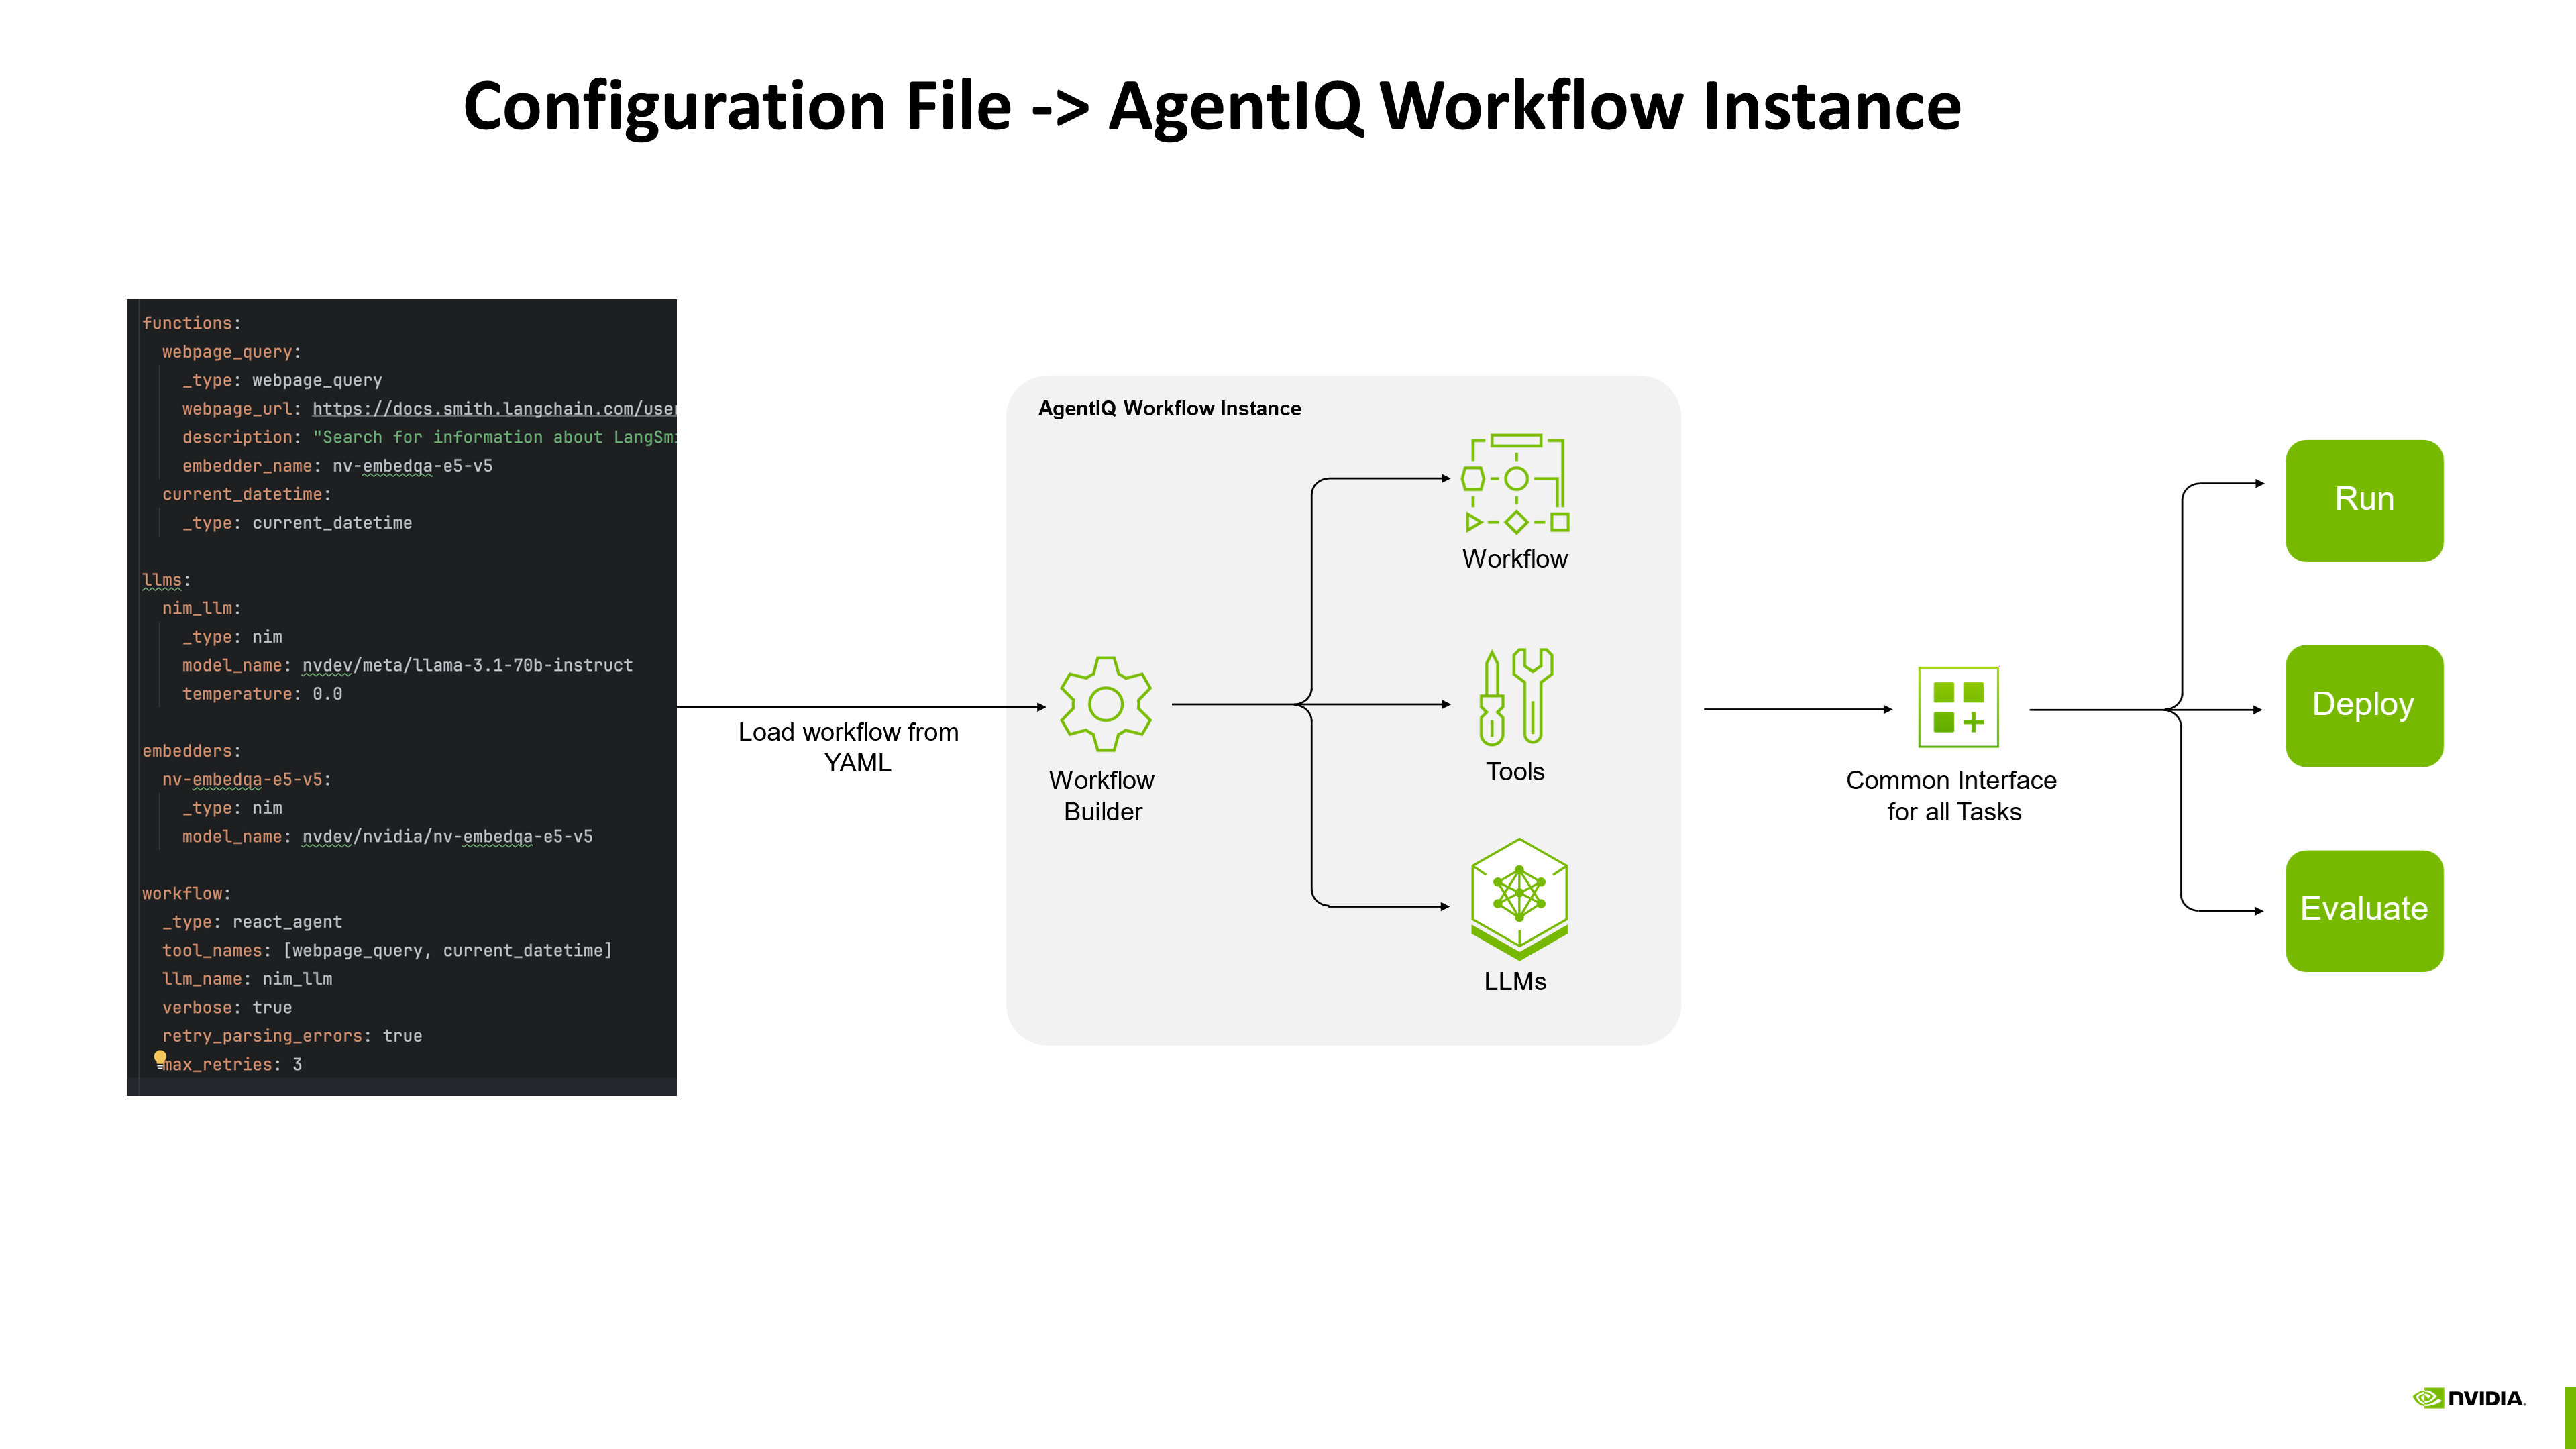 Configuration File -> AgentIQ Workflow Instance
functions:
webpage_query:
_type: webpage_query
webpage_url: https://docs.smith.langchain.com/user
description: "Search for information about LangSmi
embedder_name: nv-embedqa-e5-v5
current_datetime:
_type: current_datetime
llms:
nim_llm:
_type: nim
model_name: nvdev/meta/llama-3.1-70b-instruct
temperature: 0.0
embedders:
nv-embedqa-e5-v5:
_type: nim
model_name: nvdev/nvidia/nv-embedqa-e5-v5
workflow:
_type: react_agent
tool_names: [webpage_query, current_datetime]
llm_name: nim_llm
verbose: true
retry_parsing_errors: true
max_retries: 3
Load workflow from
YAML
AgentIQ Workflow Instance
Workflow
Builder
Workflow
Tools
LLMs
Common Interface
for all Tasks
Run
Deploy
Evaluate
NVIDIA.